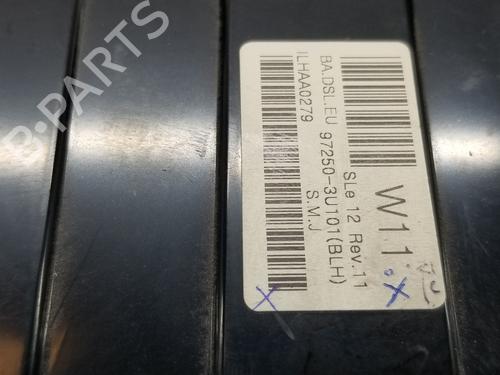 B-PARTS
W11
SLe 12 Rev.11
BA.DSL.EU 97250-3U101(BLH)
S.M.J
ILHAA0279